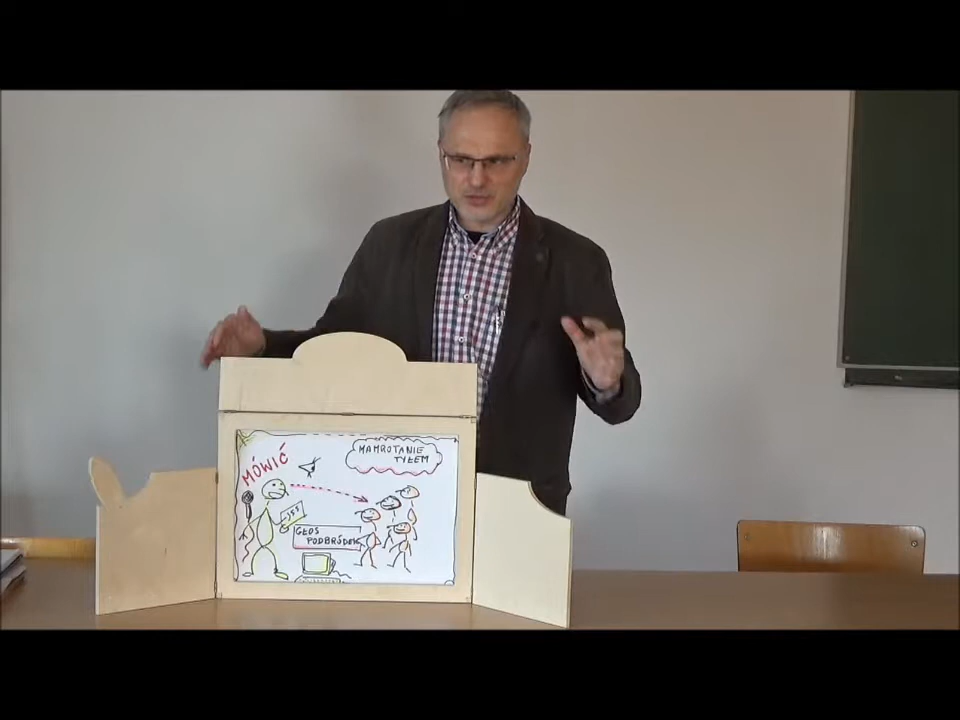 MÓWIĆ
MAMROTANIE
TYŁEM
GŁOS
PODBRÓDEK